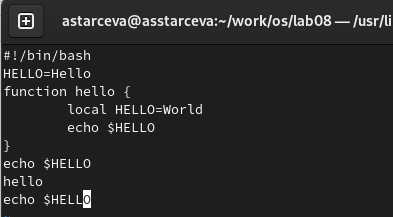 astarceva@asstarceva:~/work/os/lab08 — /usr/li
#!/bin/bash
HELLO=Hello
function hello {
        local HELLO=World
        echo $HELLO
}
echo $HELLO
hello
echo $HELLO